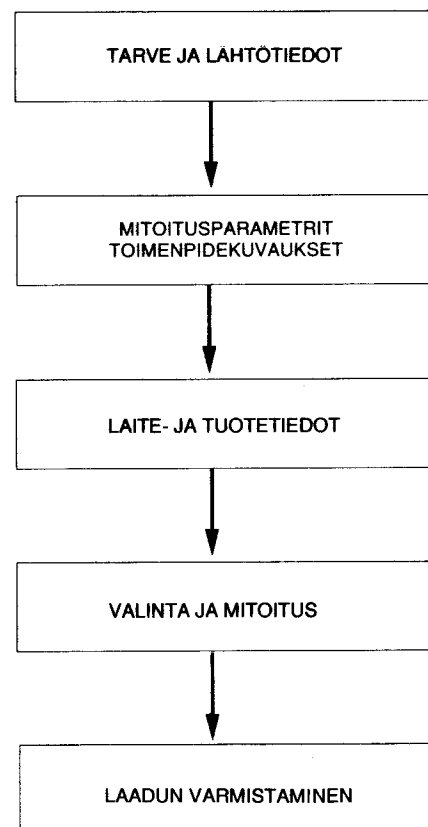 TARVE JA LÄHTÖTIEDOT
MITOITUSPARAMETRIT
TOIMENPIDEKUVAUKSET
LAITE- JA TUOTETIEDOT
VALINTA JA MITOITUS
LAADUN VARMISTAMINEN